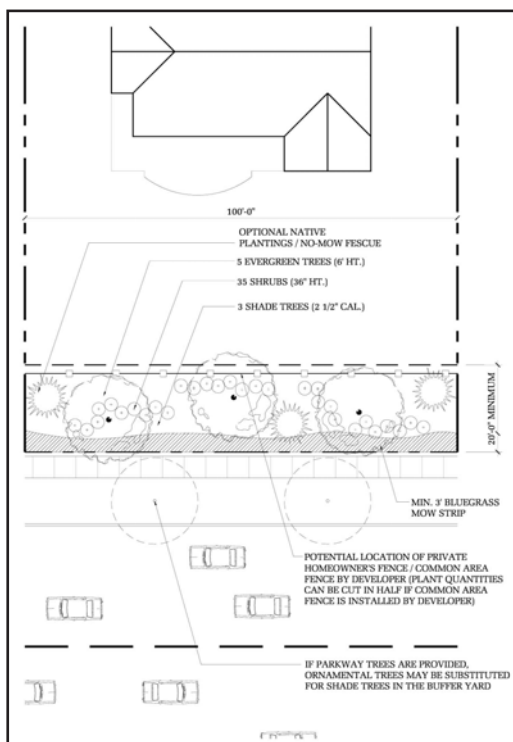 100'-0"
OPTIONAL NATIVE
PLANTINGS / NO-MOW FESCUE
5 EVERGREEN TREES (6' HT.)
35 SHRUBS (36" HT.)
3 SHADE TREES (2 1/2" CAL.)
20'-0" MINIMUM
MIN. 3' BLUEGRASS
MOW STRIP
POTENTIAL LOCATION OF PRIVATE
HOMEOWNER'S FENCE / COMMON AREA
FENCE BY DEVELOPER (PLANT QUANTITIES
CAN BE CUT IN HALF IF COMMON AREA
FENCE IS INSTALLED BY DEVELOPER)
IF PARKWAY TREES ARE PROVIDED,
ORNAMENTAL TREES MAY BE SUBSTITUTED
FOR SHADE TREES IN THE BUFFER YARD